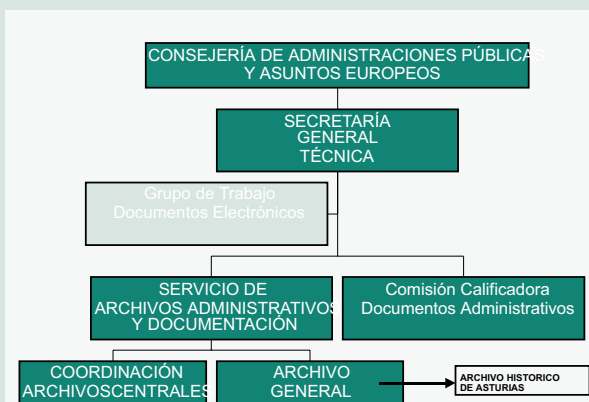 CONSEJERÍA DE ADMINISTRACIONES PÚBLICAS
Y ASUNTOS EUROPEOS
SECRETARÍA
GENERAL
TÉCNICA
Grupo de Trabajo
Documentos Electrónicos
SERVICIO DE
ARCHIVOS ADMINISTRATIVOS
Y DOCUMENTACIÓN
Comisión Calificadora
Documentos Administrativos
COORDINACIÓN
ARCHIVOSCENTRALES
ARCHIVO
GENERAL
ARCHIVO HISTORICO
DE ASTURIAS